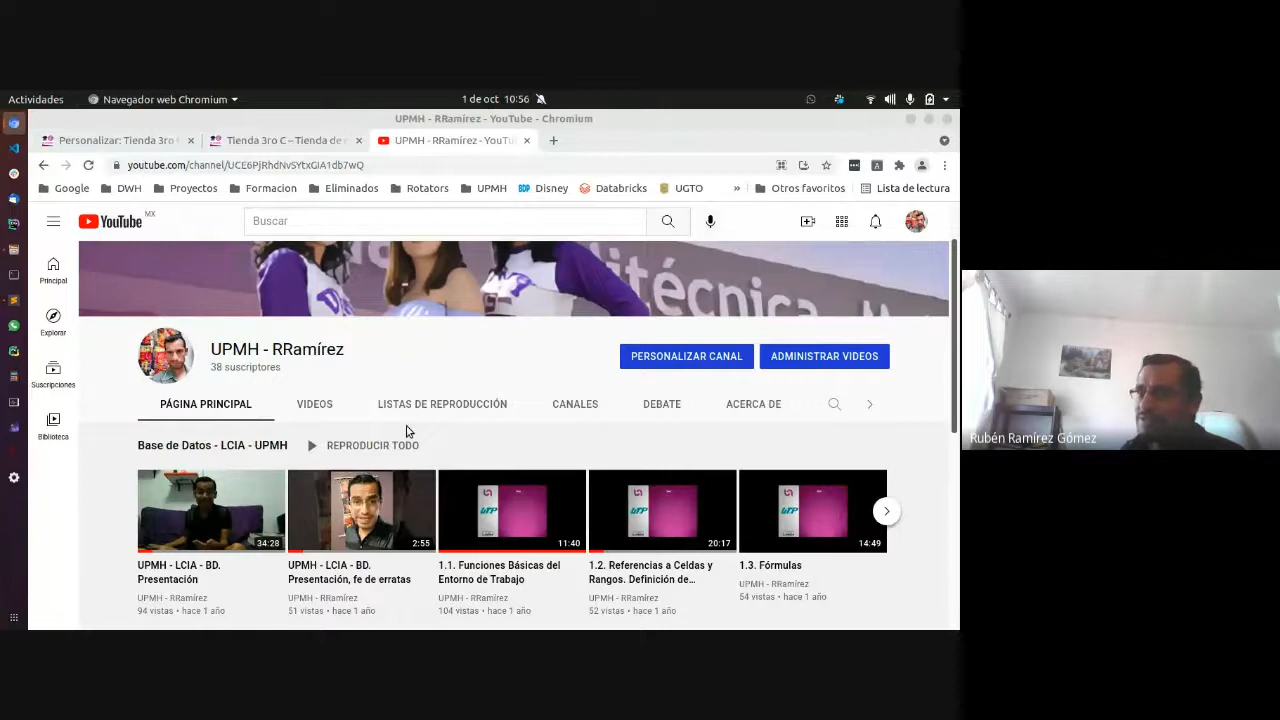 Actividades
Navegador web Chromium
1 de oct 10:56
UPMH - RRamírez - YouTube - Chromium
Personalizar: Tienda 3ro
Tienda 3ro C – Tienda de
UPMH - RRamírez - YouTu
youtube.com/channel/UCE6PjRhdNvSYtxGIA1db7wQ
Google
DWH
Proyectos
Formacion
Eliminados
Rotators
UPMH
Disney
Databricks
UGTO
»
Otros favoritos
Lista de lectura
YouTube MX
Buscar
Principal
Explorar
Suscripciones
Biblioteca
litécnica
UPMH - RRamírez
38 suscriptores
PERSONALIZAR CANAL
ADMINISTRAR VIDEOS
PÁGINA PRINCIPAL
VIDEOS
LISTAS DE REPRODUCCIÓN
CANALES
DEBATE
ACERCA DE
Base de Datos - LCIA - UPMH
REPRODUCIR TODO
34:28
2:55
11:40
20:17
14:49
UPMH - LCIA - BD.
Presentación
UPMH - RRamírez
94 vistas • hace 1 año
UPMH - LCIA - BD.
Presentación, fe de erratas
UPMH - RRamírez
51 vistas • hace 1 año
1.1. Funciones Básicas del
Entorno de Trabajo
UPMH - RRamírez
104 vistas • hace 1 año
1.2. Referencias a Celdas y
Rangos. Definición de...
UPMH - RRamírez
52 vistas • hace 1 año
1.3. Fórmulas
UPMH - RRamírez
54 vistas • hace 1 año
Rubén Ramírez Gómez